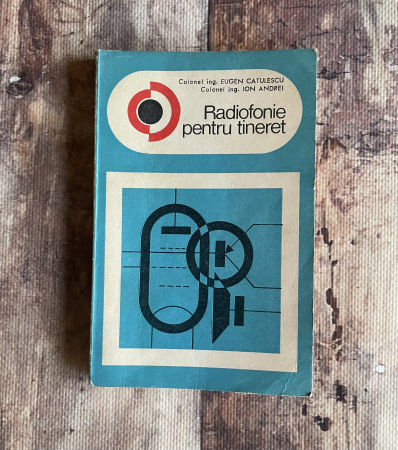 Colonel ing. EUGEN CATULESCU
Colonel ing. ION ANDREI
Radiofonie
pentru tineret